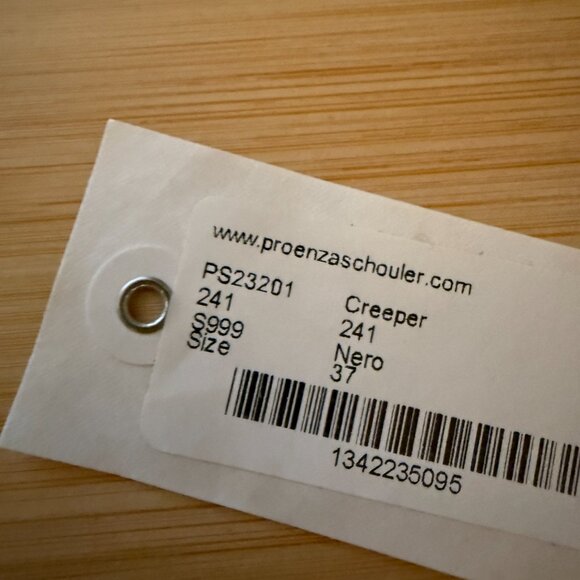 www.proenzaschouler.com
PS23201 Creeper
241 241
S999 Nero
Size 37
1342235095